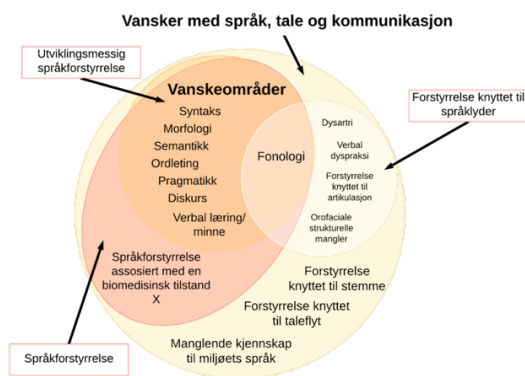 Vansker med språk, tale og kommunikasjon
Utviklingsmessig
språkforstyrrelse
Vanskeområder
Syntaks
Morfologi
Semantikk
Ordleting
Pragmatikk
Diskurs
Verbal læring/
minne
Fonologi
Dysartri
Verbal
dyspraksi
Forstyrrelse
knyttet til
artikulasjon
Orofaciale
strukturelle
mangler
Forstyrrelse knyttet til
språklyder
Språkforstyrrelse
assosiert med en
biomedisinsk tilstand
X
Forstyrrelse
knyttet til stemme
Forstyrrelse knyttet
til taleflyt
Manglende kjennskap
til miljøets språk
Språkforstyrrelse